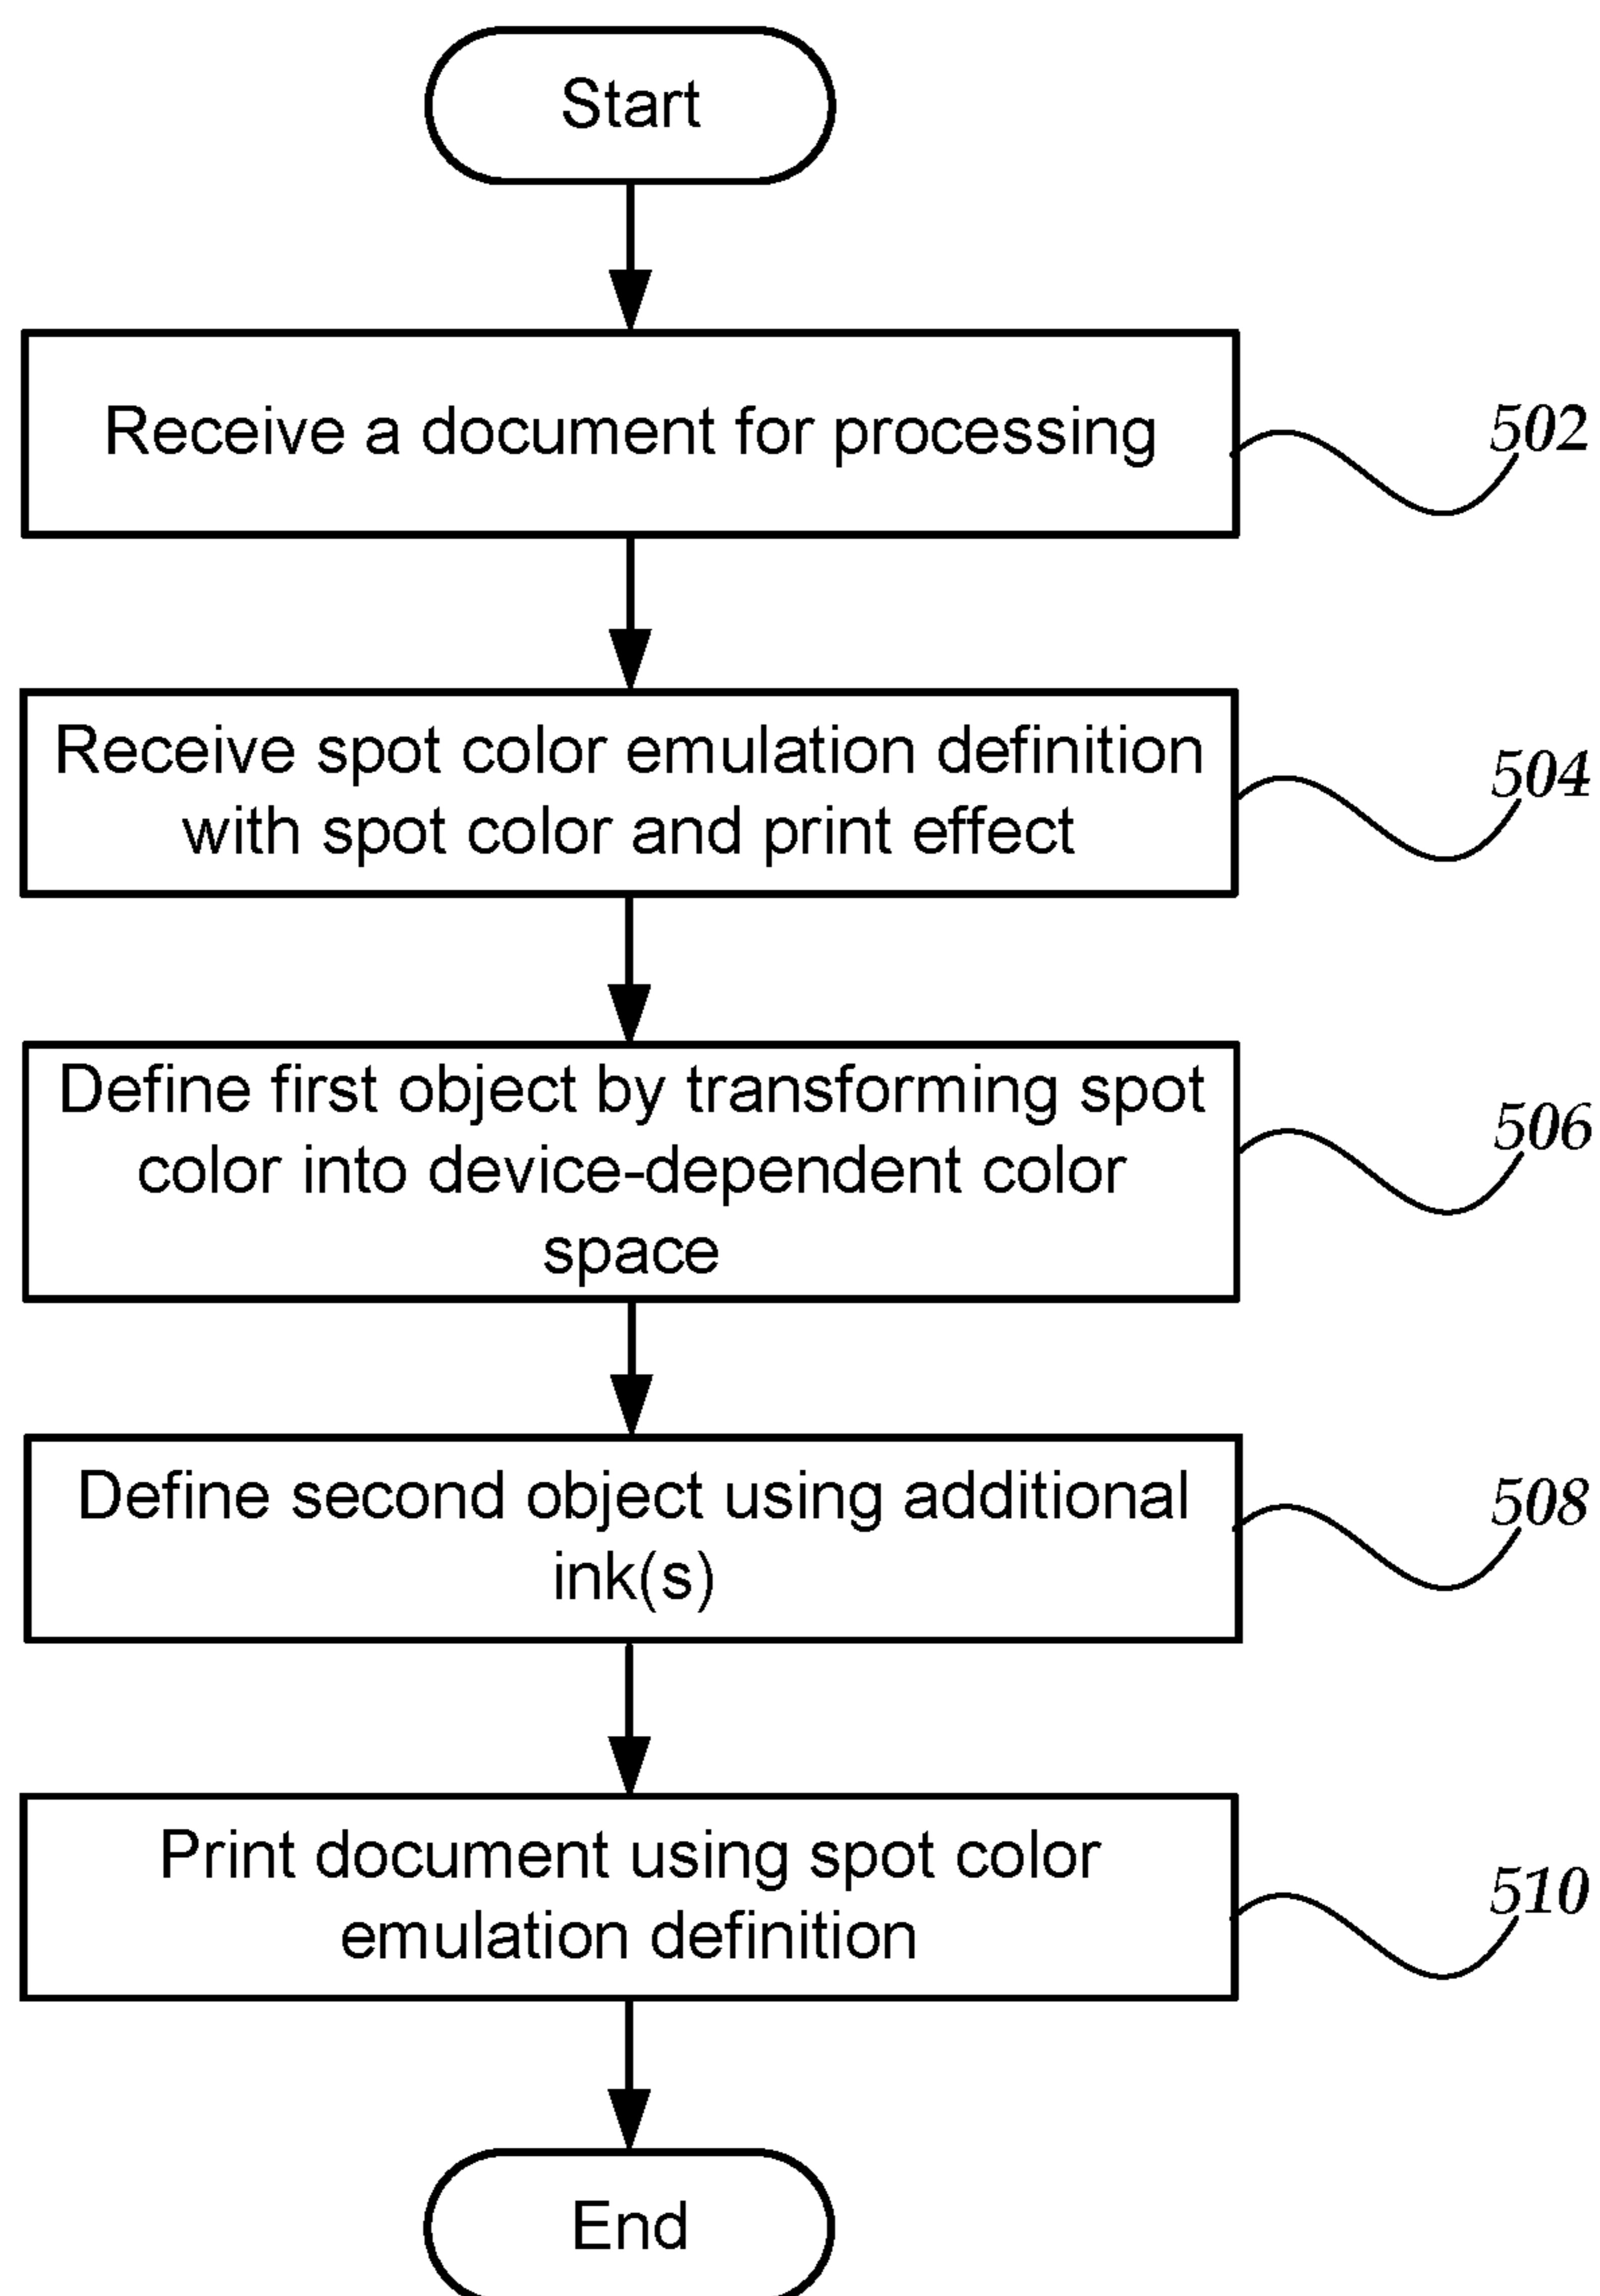 Start
Receive a document for processing
502
Receive spot color emulation definition
with spot color and print effect
504
Define first object by transforming spot
color into device-dependent color
space
506
Define second object using additional
ink(s)
508
Print document using spot color
emulation definition
510
End